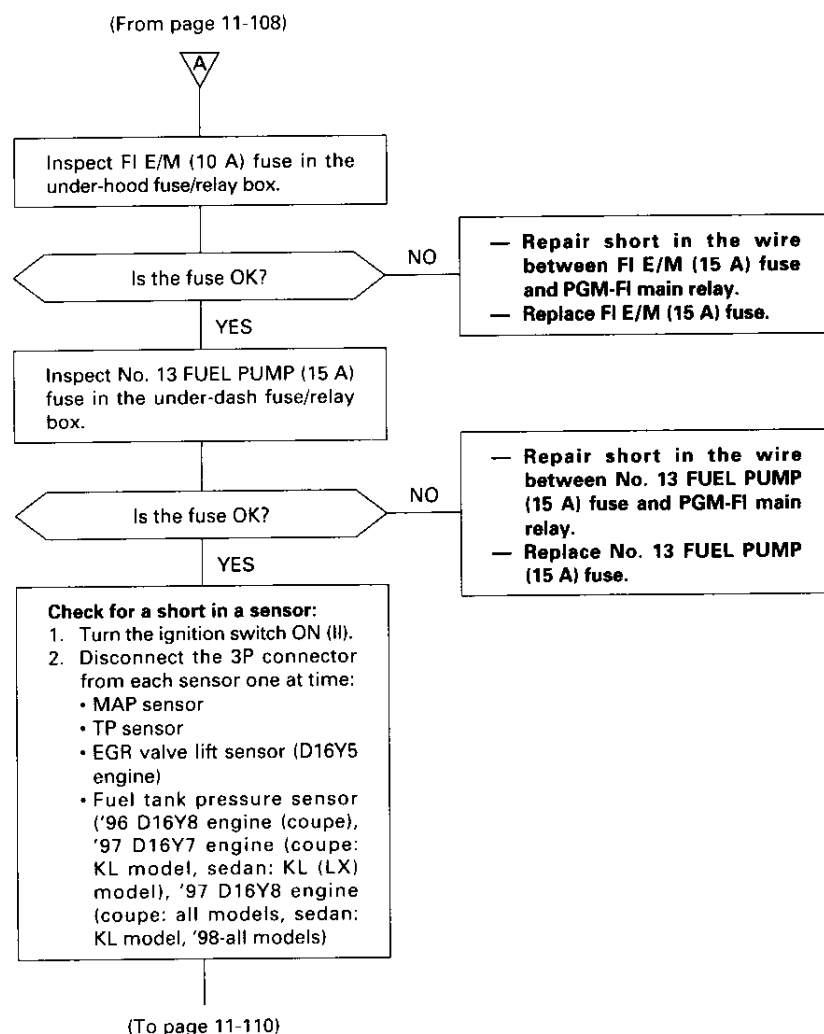 (From page 11-108)
A
Inspect FI E/M (10 A) fuse in the
under-hood fuse/relay box.
Is the fuse OK?
NO
— Repair short in the wire
between FI E/M (15 A) fuse
and PGM-FI main relay.
— Replace FI E/M (15 A) fuse.
YES
Inspect No. 13 FUEL PUMP (15 A)
fuse in the under-dash fuse/relay
box.
Is the fuse OK?
NO
— Repair short in the wire
between No. 13 FUEL PUMP
(15 A) fuse and PGM-FI main
relay.
— Replace No. 13 FUEL PUMP
(15 A) fuse.
YES
Check for a short in a sensor:
1. Turn the ignition switch ON (II).
2. Disconnect the 3P connector
from each sensor one at time:
• MAP sensor
• TP sensor
• EGR valve lift sensor (D16Y5
engine)
• Fuel tank pressure sensor
('96 D16Y8 engine (coupe),
'97 D16Y7 engine (coupe:
KL model, sedan: KL (LX)
model), '97 D16Y8 engine
(coupe: all models, sedan:
KL model, '98-all models)
(To page 11-110)